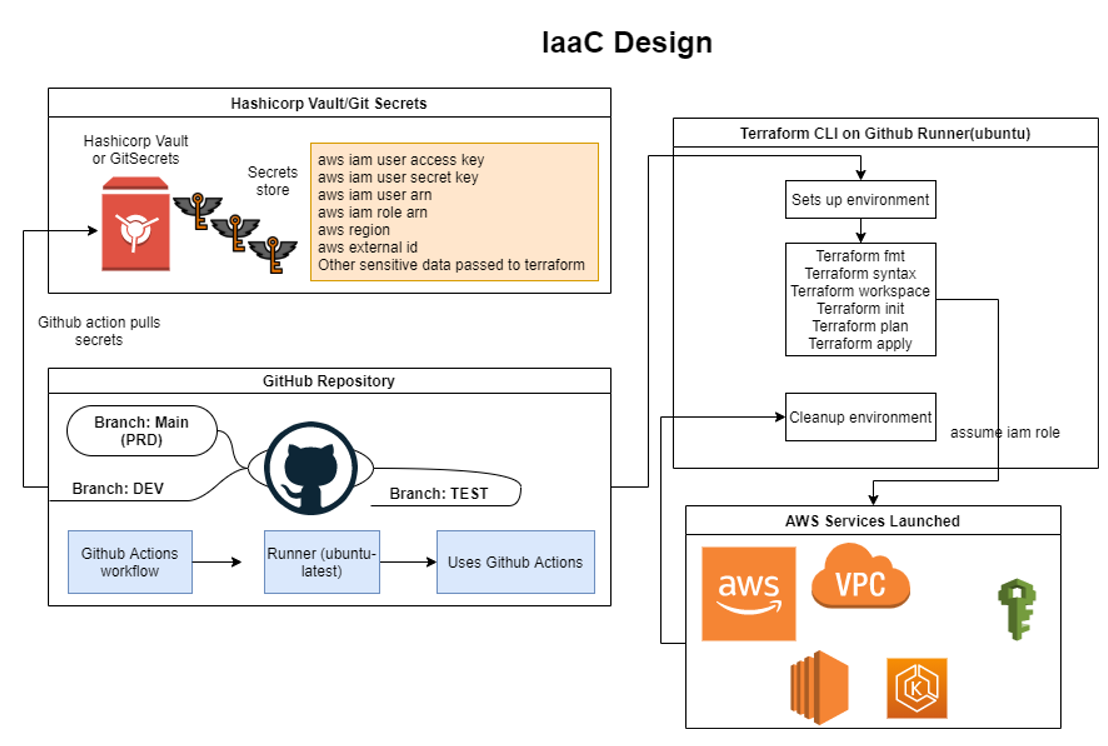 IaaC Design
Hashicorp Vault/Git Secrets
Hashicorp Vault
or GitSecrets
Secrets
store
aws iam user access key
aws iam user secret key
aws iam user arn
aws iam role arn
aws region
aws external id
Other sensitive data passed to terraform
Github action pulls
secrets
GitHub Repository
Branch: Main
(PRD)
Branch: DEV
Branch: TEST
Github Actions
workflow
Runner (ubuntu-
latest)
Uses Github Actions
Terraform CLI on Github Runner(ubuntu)
Sets up environment
Terraform fmt
Terraform syntax
Terraform workspace
Terraform init
Terraform plan
Terraform apply
Cleanup environment
assume iam role
AWS Services Launched
aws
VPC
K